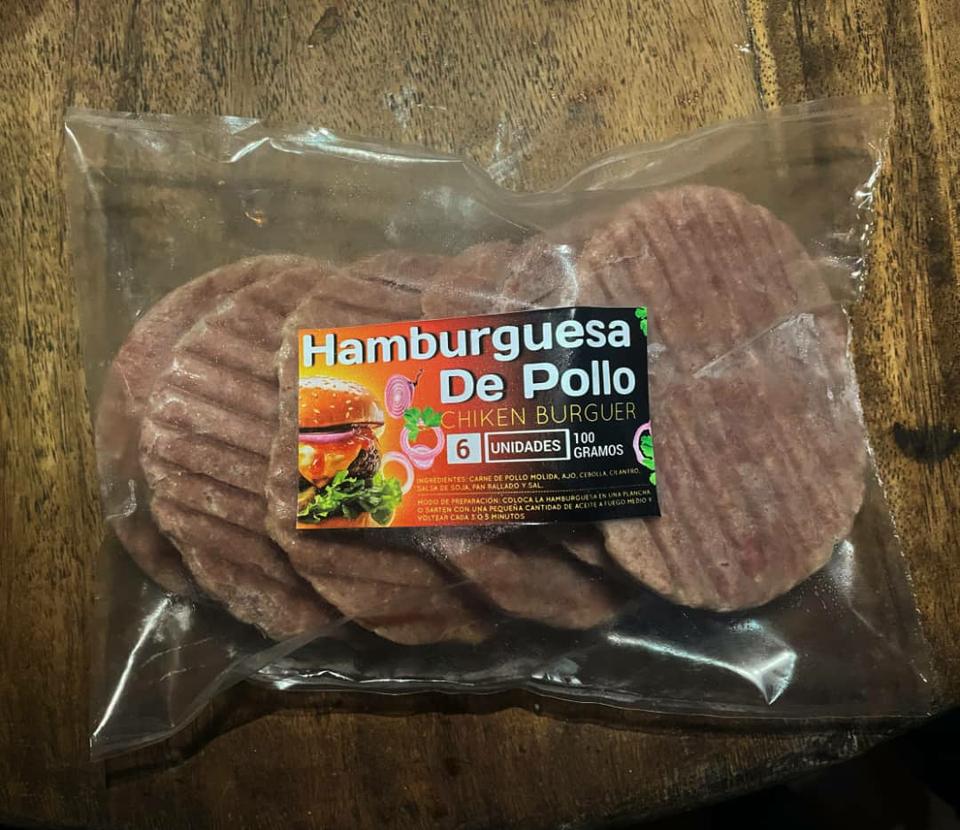 Hamburguesa
De Pollo
CHIKEN BURGUER
6 UNIDADES 100
GRAMOS
INGREDIENTES: CARNE DE POLLO MOLIDA, AJO, CEBOLLA, CILANTRO,
SALSA DE SOJA, PAN RALLADO Y SAL.
MODO DE PREPARACIÓN: COLOCA LA HAMBURGUESA EN UNA PLANCHA
O SARTEN CON UNA PEQUEÑA CANTIDAD DE ACEITE A FUEGO MEDIO Y
VOLTEAR CADA 3 O 5 MINUTOS